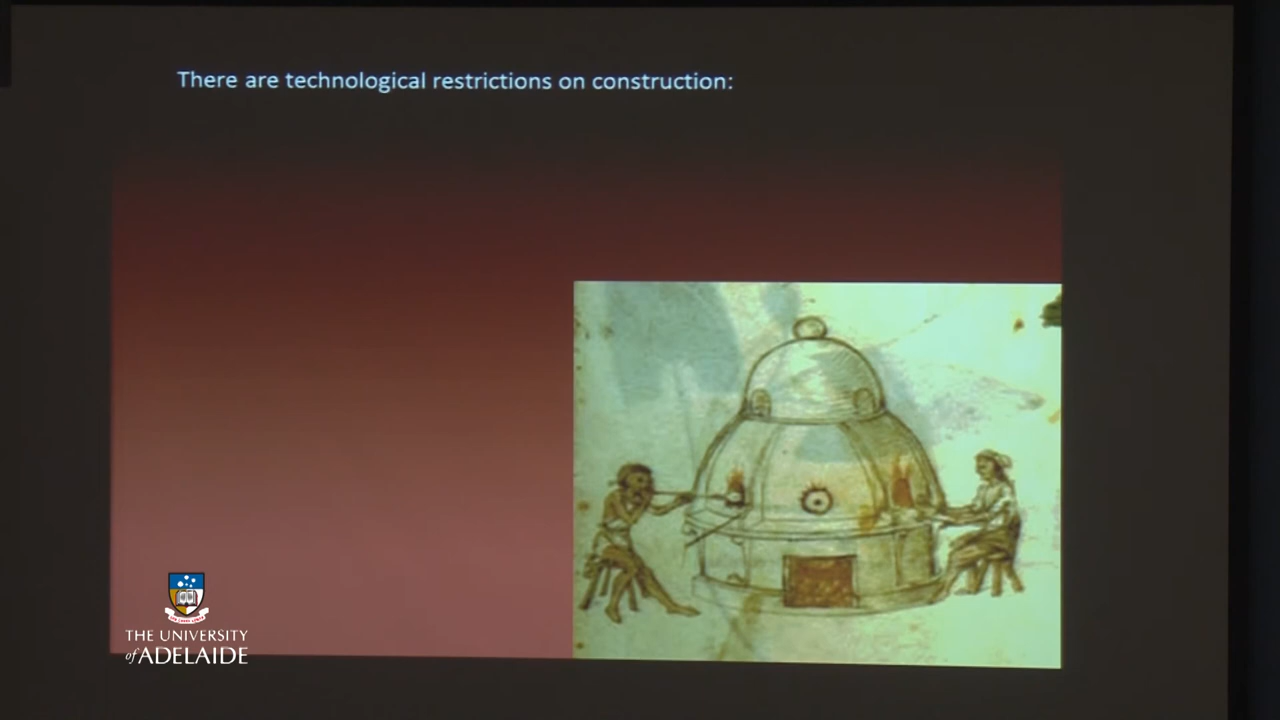 There are technological restrictions on construction:
THE UNIVERSITY
of ADELAIDE